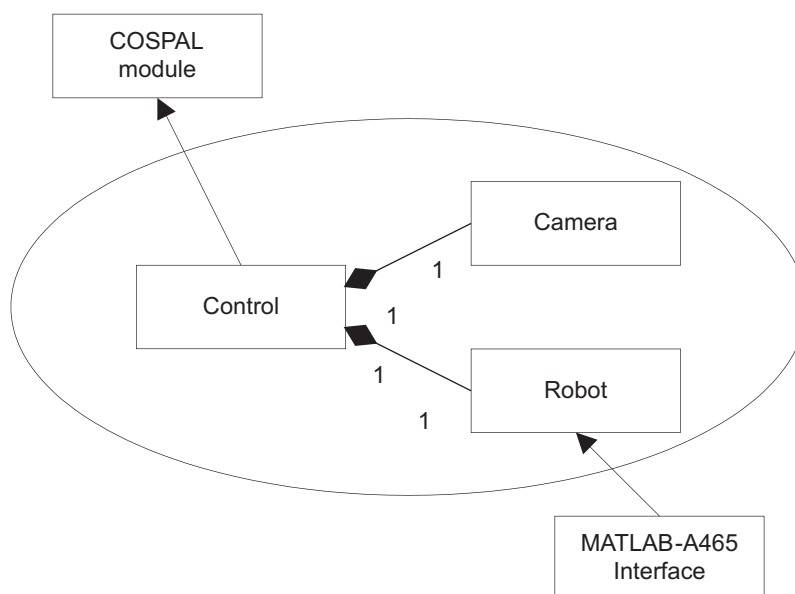 COSPAL
module
Camera
1
Control
1
1
Robot
1
MATLAB-A465
Interface